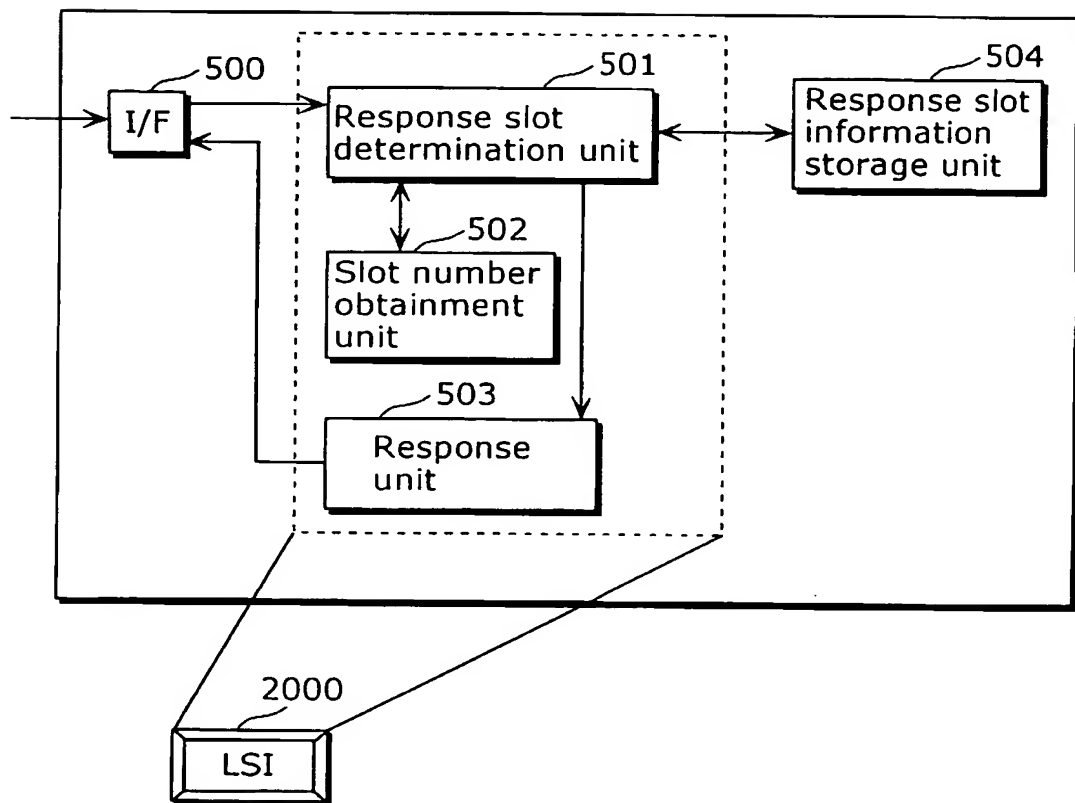 500
I/F
501
Response slot
determination unit
504
Response slot
information
storage unit
502
Slot number
obtainment
unit
503
Response
unit
2000
LSI